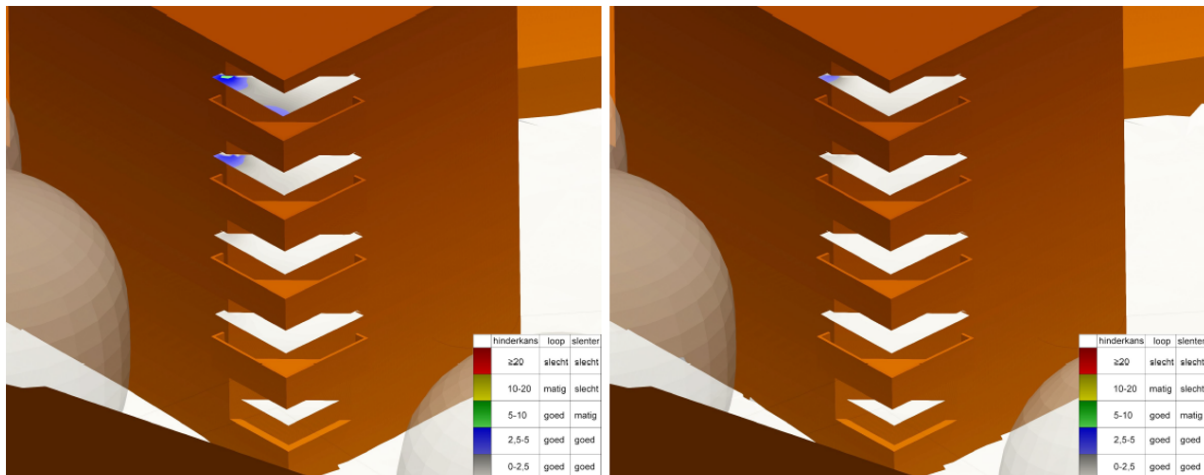 hinderkans loop slenter
≥20 slecht slecht
10-20 matig slecht
5-10 goed matig
2,5-5 goed goed
0-2,5 goed goed
hinderkans loop slenter
≥20 slecht slecht
10-20 matig slecht
5-10 goed matig
2,5-5 goed goed
0-2,5 goed goed